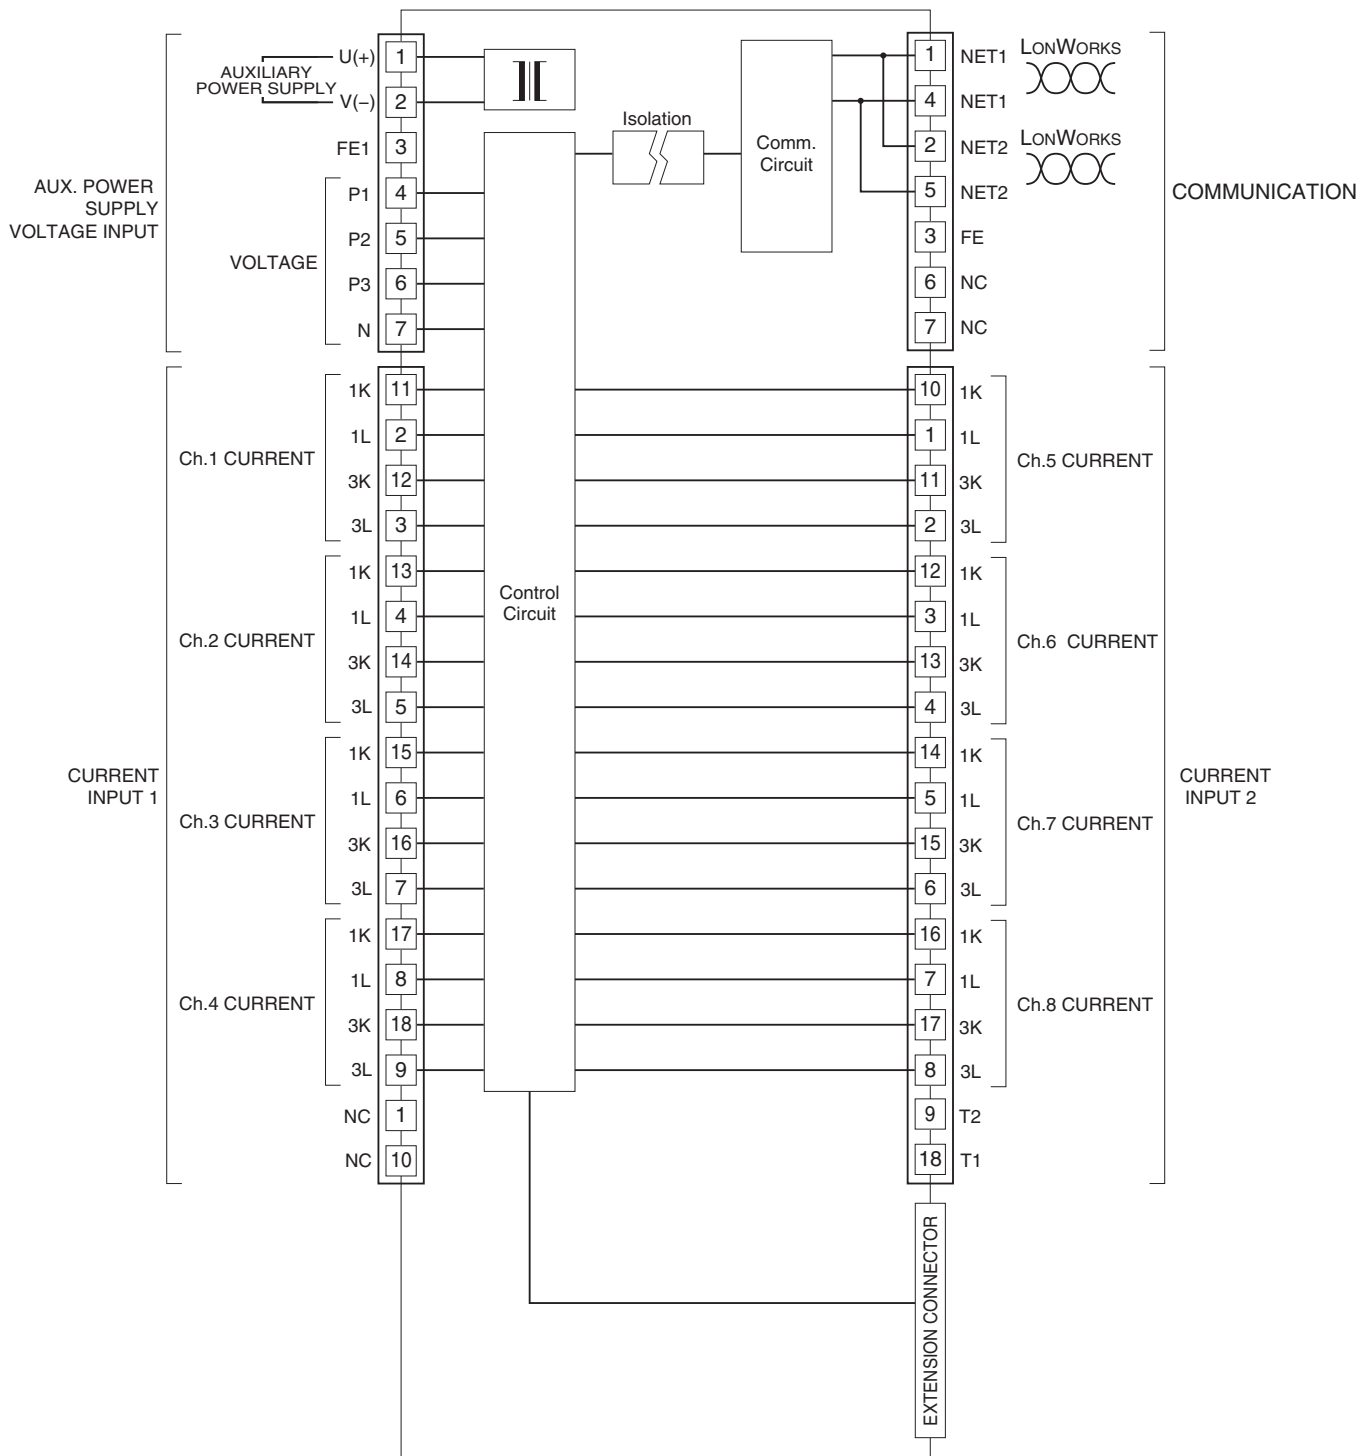 AUX. POWER
SUPPLY
VOLTAGE INPUT
AUXILIARY
POWER SUPPLY
U(+) 1
V(−) 2
FE1 3
VOLTAGE
P1 4
P2 5
P3 6
N 7
CURRENT
INPUT 1
Ch.1 CURRENT
1K 11
1L 2
3K 12
3L 3
Ch.2 CURRENT
1K 13
1L 4
3K 14
3L 5
Ch.3 CURRENT
1K 15
1L 6
3K 16
3L 7
Ch.4 CURRENT
1K 17
1L 8
3K 18
3L 9
NC 1
NC 10
Control
Circuit
Isolation
Comm.
Circuit
1 NET1 LONWORKS
4 NET1
2 NET2 LONWORKS
5 NET2
3 FE
6 NC
7 NC
COMMUNICATION
10 1K
1 1L
11 3K
2 3L
Ch.5 CURRENT
12 1K
3 1L
13 3K
4 3L
Ch.6 CURRENT
14 1K
5 1L
15 3K
6 3L
Ch.7 CURRENT
16 1K
7 1L
17 3K
8 3L
Ch.8 CURRENT
9 T2
18 T1
CURRENT
INPUT 2
EXTENSION CONNECTOR